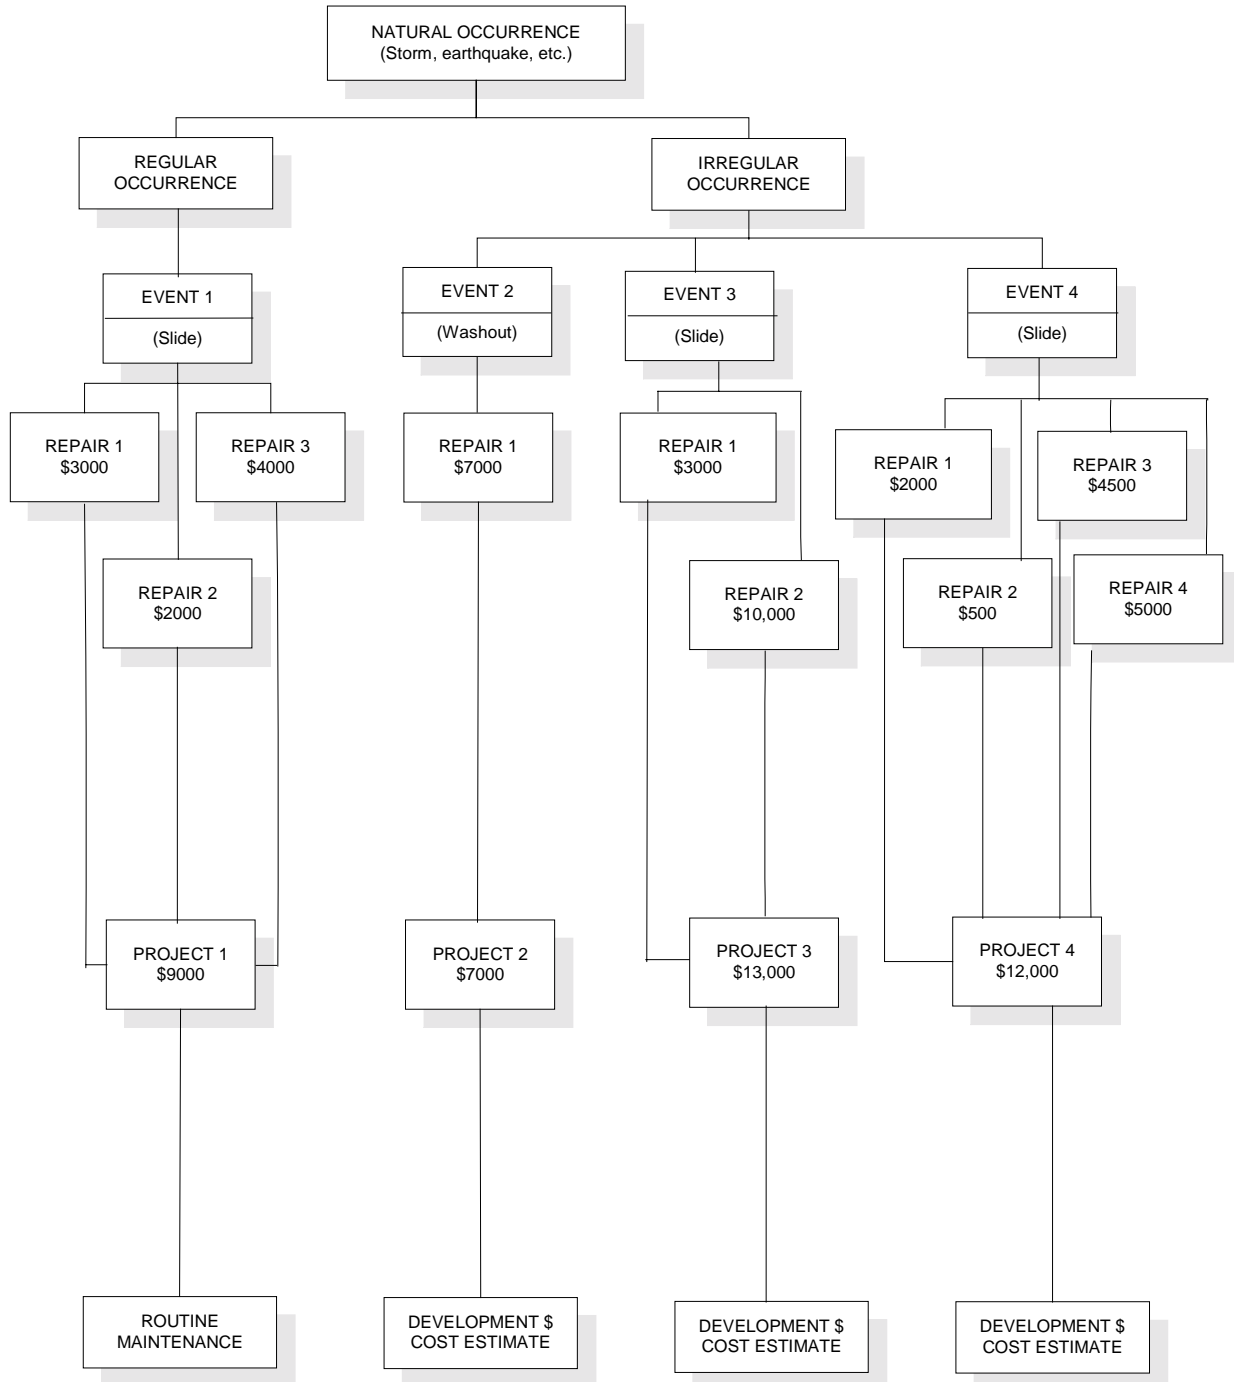 NATURAL OCCURRENCE
(Storm, earthquake, etc.)
REGULAR
OCCURRENCE
IRREGULAR
OCCURRENCE
EVENT 1
(Slide)
EVENT 2
(Washout)
EVENT 3
(Slide)
EVENT 4
(Slide)
REPAIR 1
$3000
REPAIR 3
$4000
REPAIR 1
$7000
REPAIR 1
$3000
REPAIR 1
$2000
REPAIR 3
$4500
REPAIR 2
$2000
REPAIR 2
$10,000
REPAIR 2
$500
REPAIR 4
$5000
PROJECT 1
$9000
PROJECT 2
$7000
PROJECT 3
$13,000
PROJECT 4
$12,000
ROUTINE
MAINTENANCE
DEVELOPMENT $
COST ESTIMATE
DEVELOPMENT $
COST ESTIMATE
DEVELOPMENT $
COST ESTIMATE